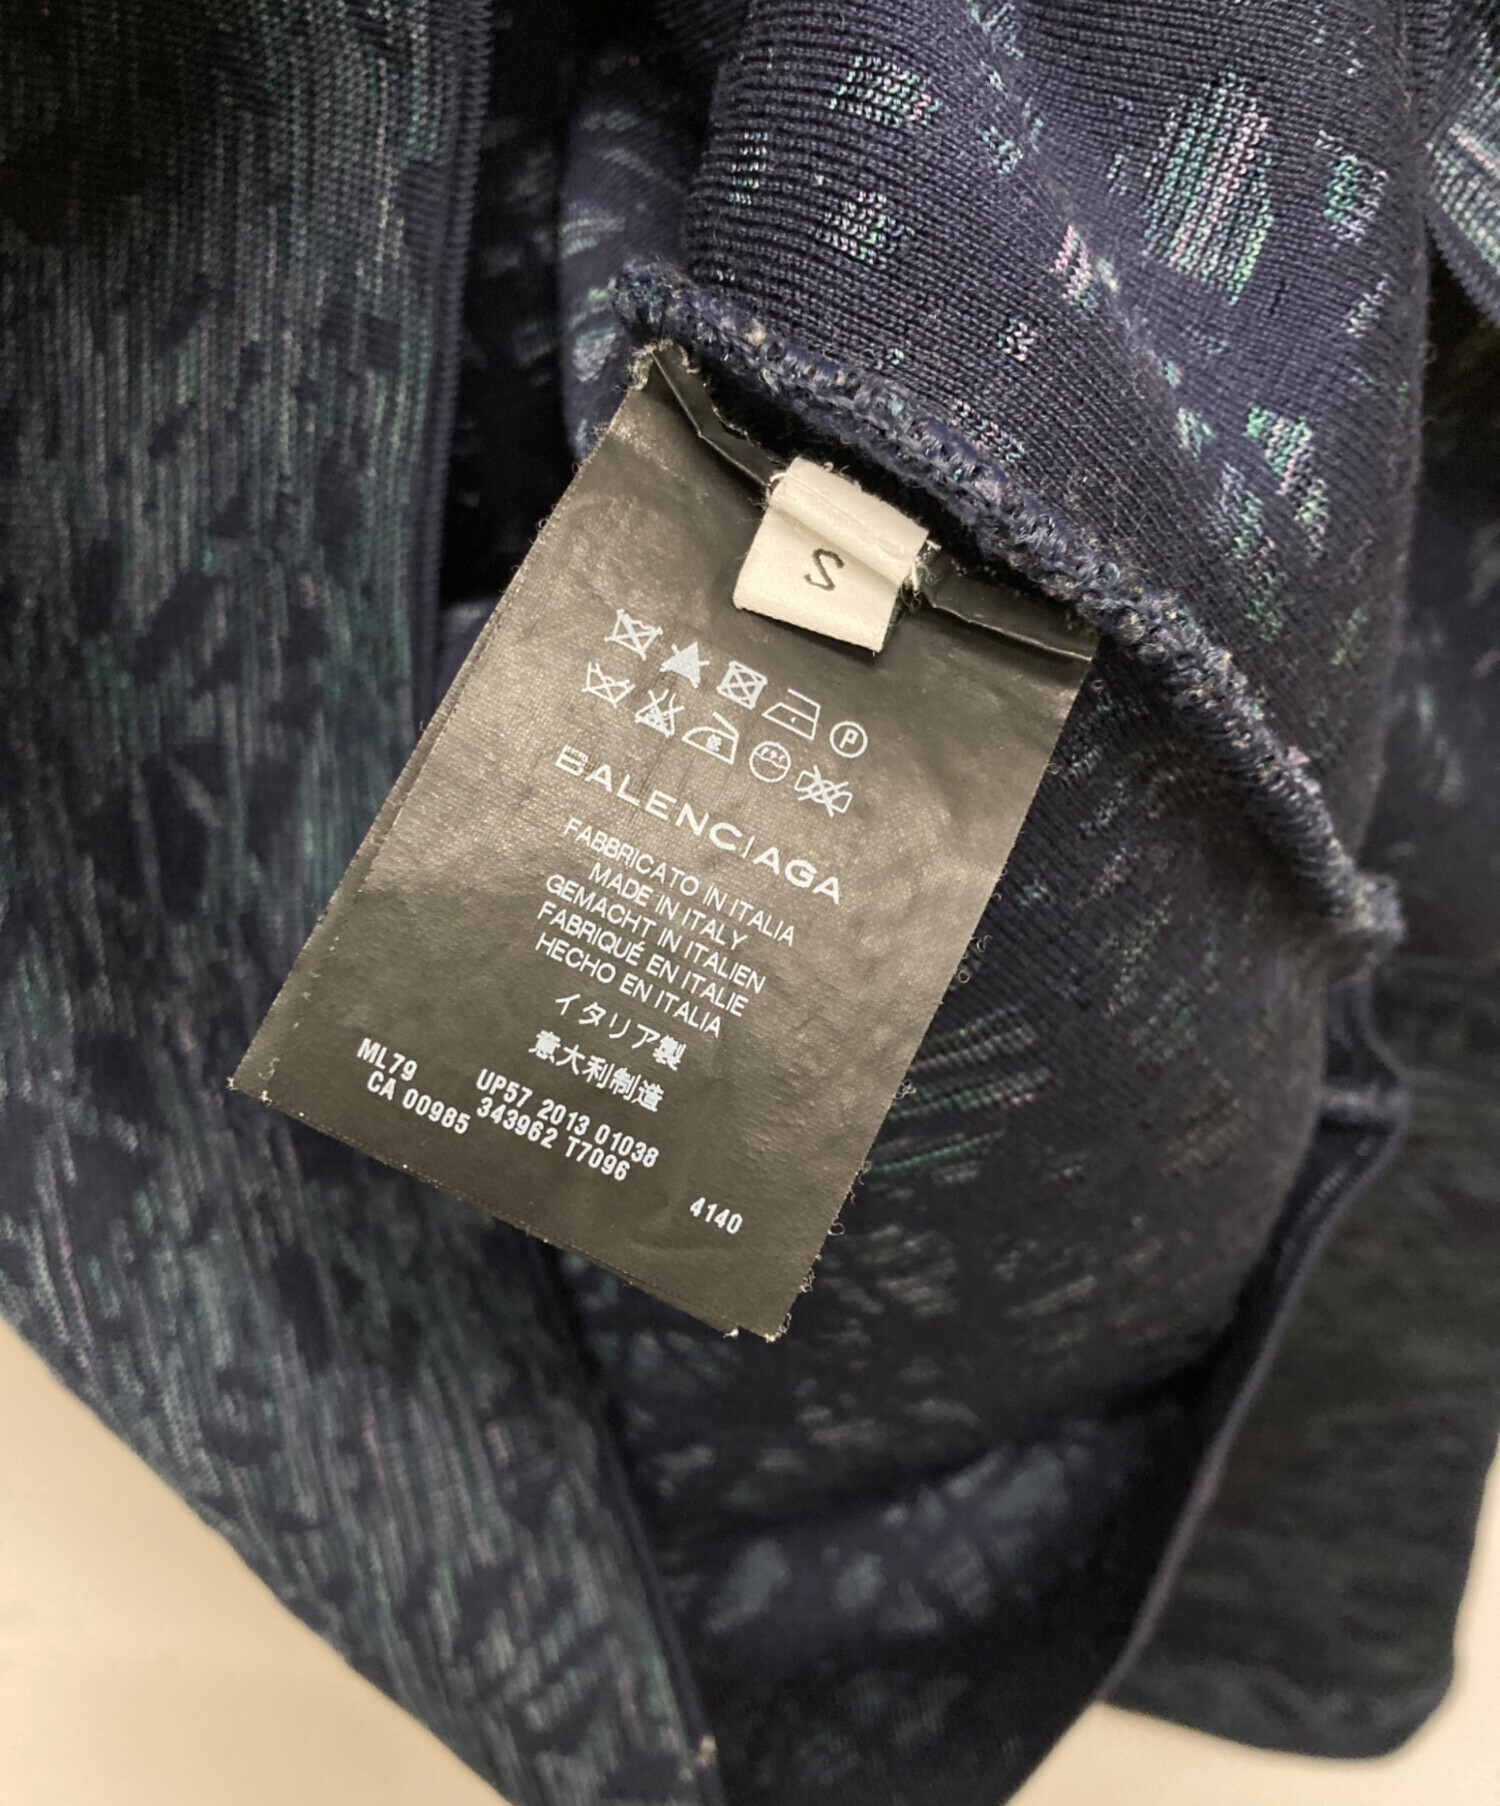 S
P
BALENCIAGA
FABBRICATO IN ITALIA
MADE IN ITALY
GEMACHT IN ITALIEN
FABRIQUÉ EN ITALIE
HECHO EN ITALIA
イタリア製
意大利制造
ML79 UP57 2013 01038
CA 00985 343962 T7096
4140